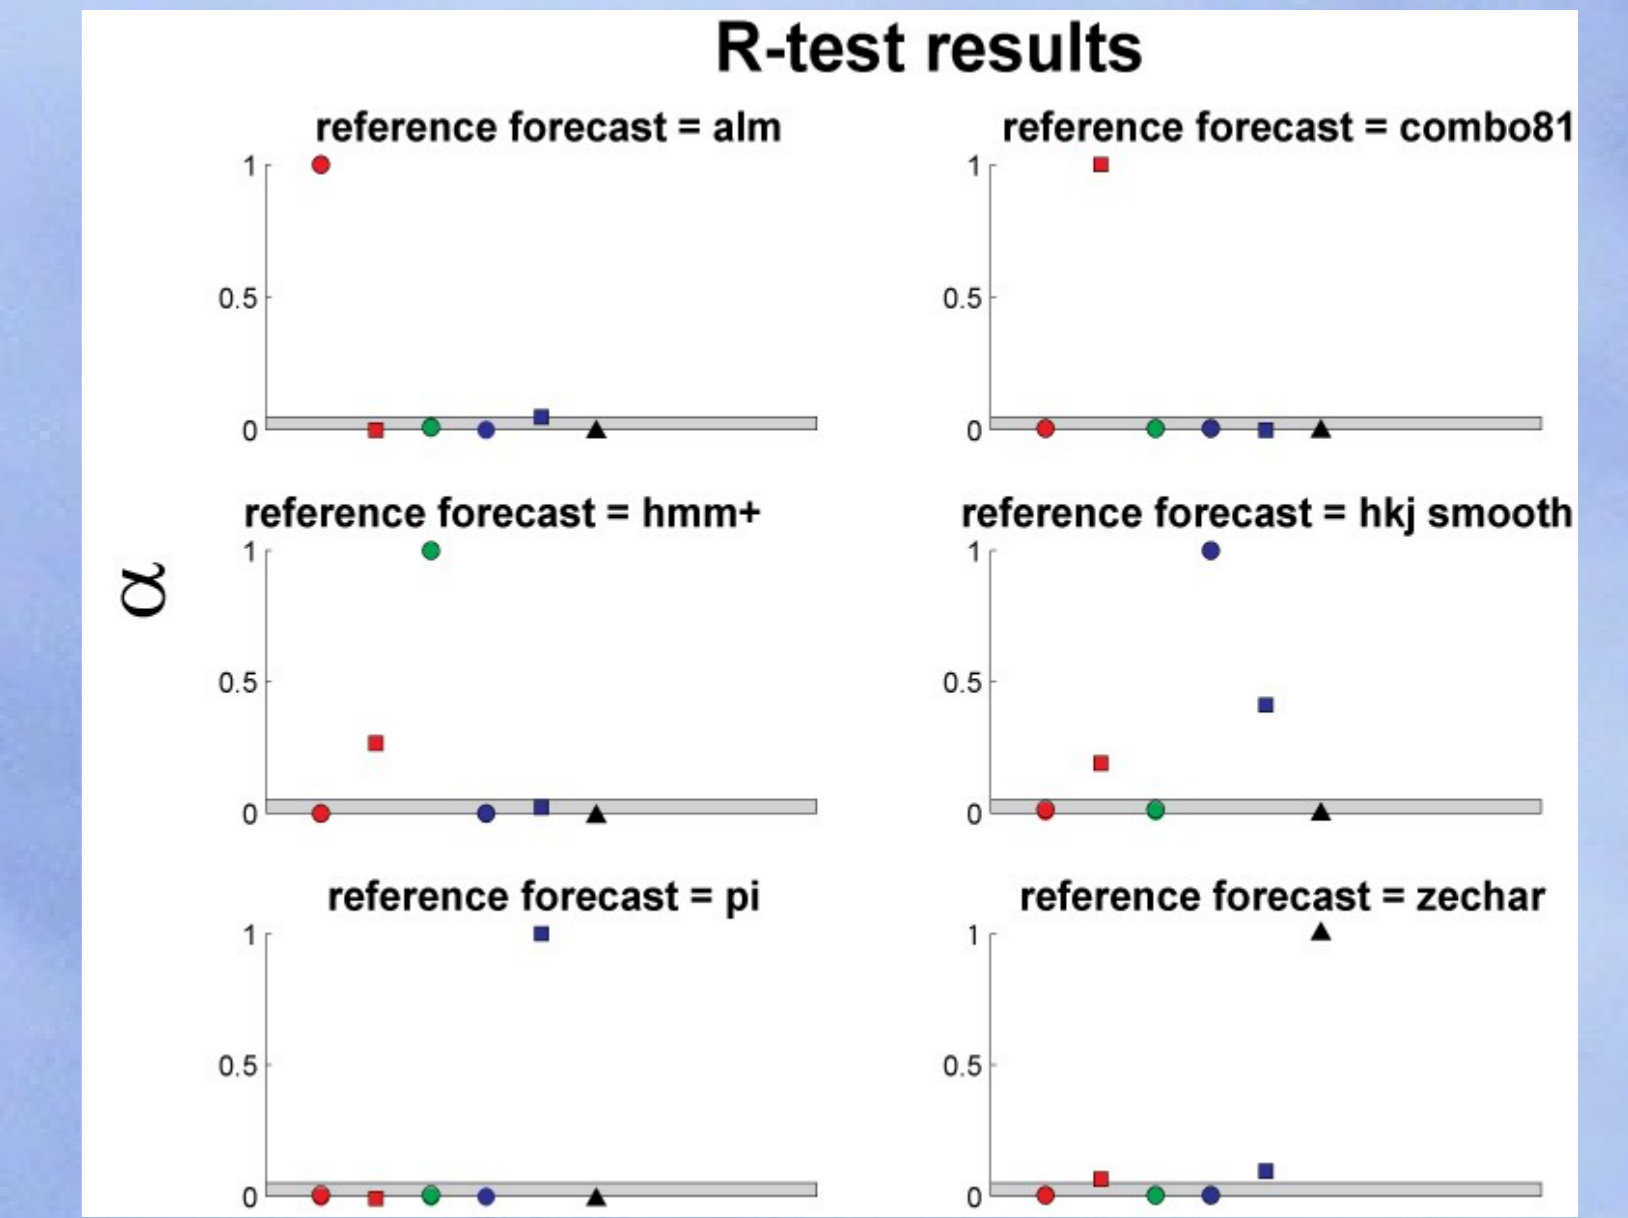 R-test results
reference forecast = alm
1
0.5
0
reference forecast = combo81
1
0.5
0
α
reference forecast = hmm+
1
0.5
0
reference forecast = hkj smooth
1
0.5
0
reference forecast = pi
1
0.5
0
reference forecast = zechar
1
0.5
0